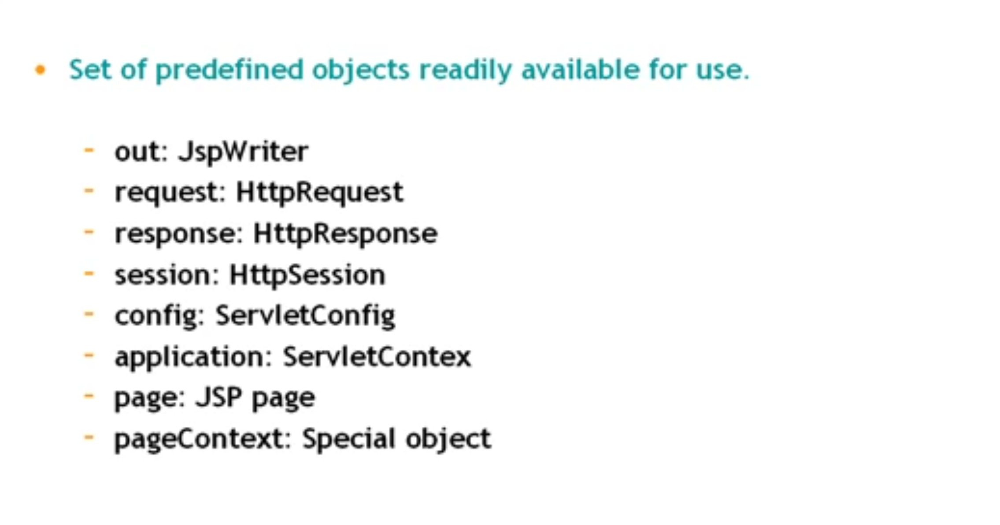 • Set of predefined objects readily available for use.
- out: JspWriter
- request: HttpRequest
- response: HttpResponse
- session: HttpSession
- config: ServletConfig
- application: ServletContex
- page: JSP page
- pageContext: Special object